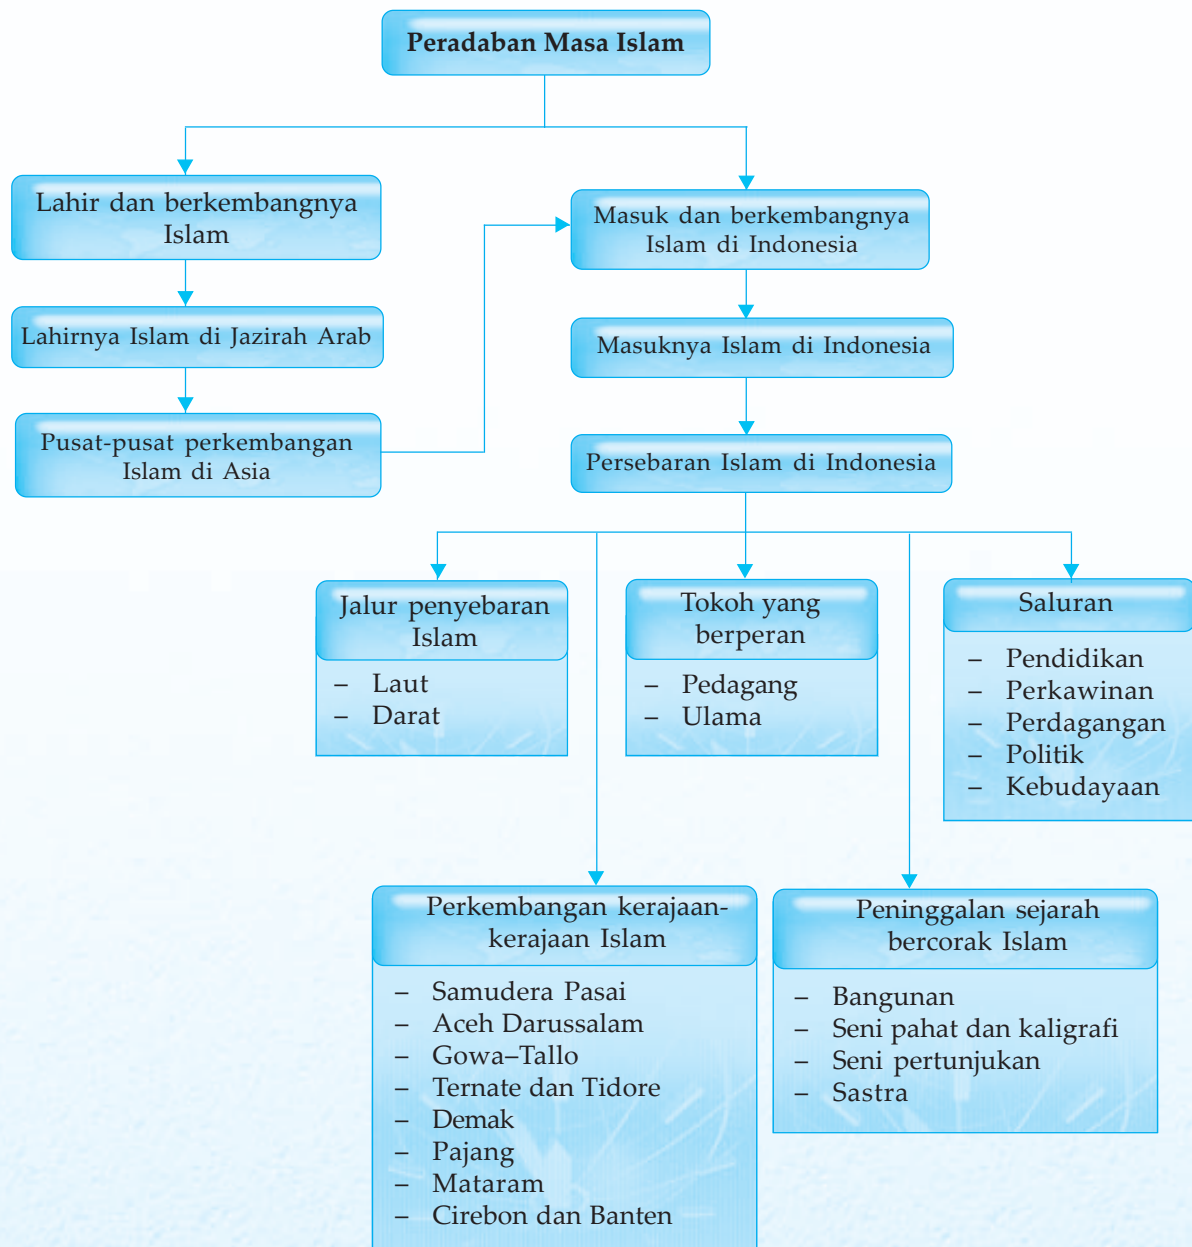 Peradaban Masa Islam
Lahir dan berkembangnya
Islam
Masuk dan berkembangnya
Islam di Indonesia
Lahirnya Islam di Jazirah Arab
Masuknya Islam di Indonesia
Pusat-pusat perkembangan
Islam di Asia
Persebaran Islam di Indonesia
Jalur penyebaran
Islam
– Laut
– Darat
Tokoh yang
berperan
– Pedagang
– Ulama
Saluran
– Pendidikan
– Perkawinan
– Perdagangan
– Politik
– Kebudayaan
Perkembangan kerajaan-
kerajaan Islam
– Samudera Pasai
– Aceh Darussalam
– Gowa–Tallo
– Ternate dan Tidore
– Demak
– Pajang
– Mataram
– Cirebon dan Banten
Peninggalan sejarah
bercorak Islam
– Bangunan
– Seni pahat dan kaligrafi
– Seni pertunjukan
– Sastra